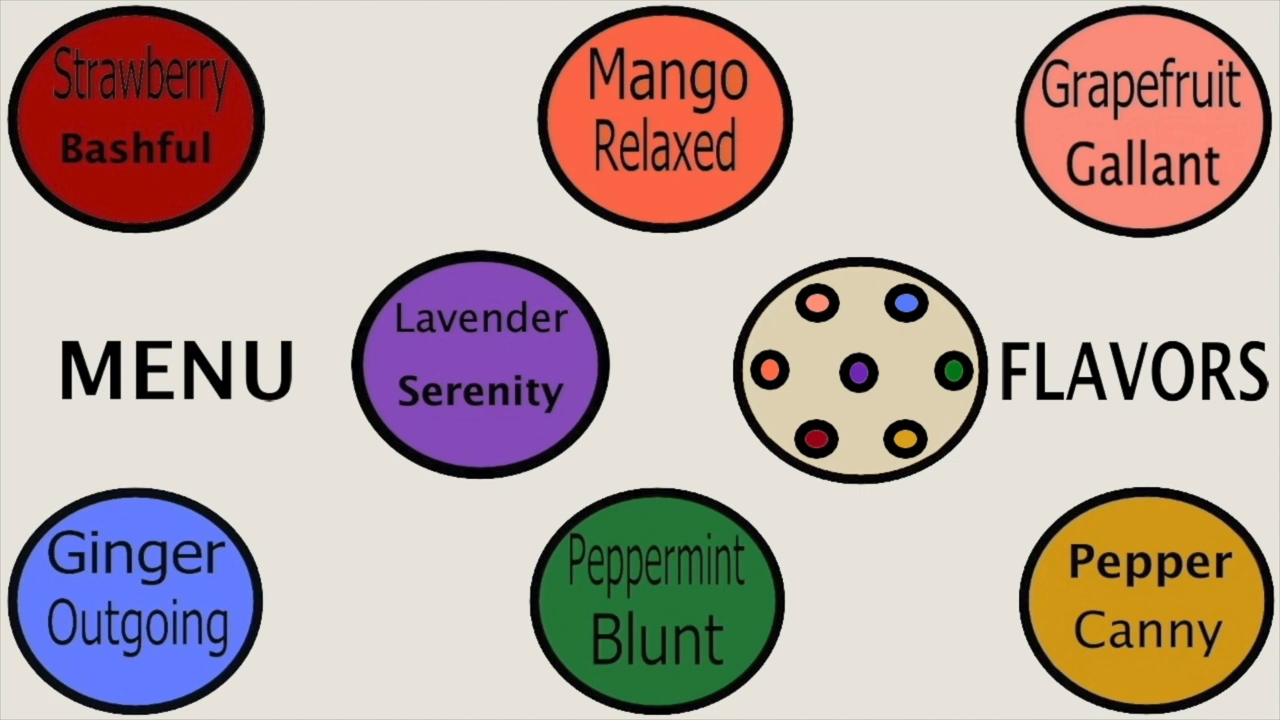 Strawberry
Bashful
Mango
Relaxed
Grapefruit
Gallant
MENU
Lavender
Serenity
FLAVORS
Ginger
Outgoing
Peppermint
Blunt
Pepper
Canny